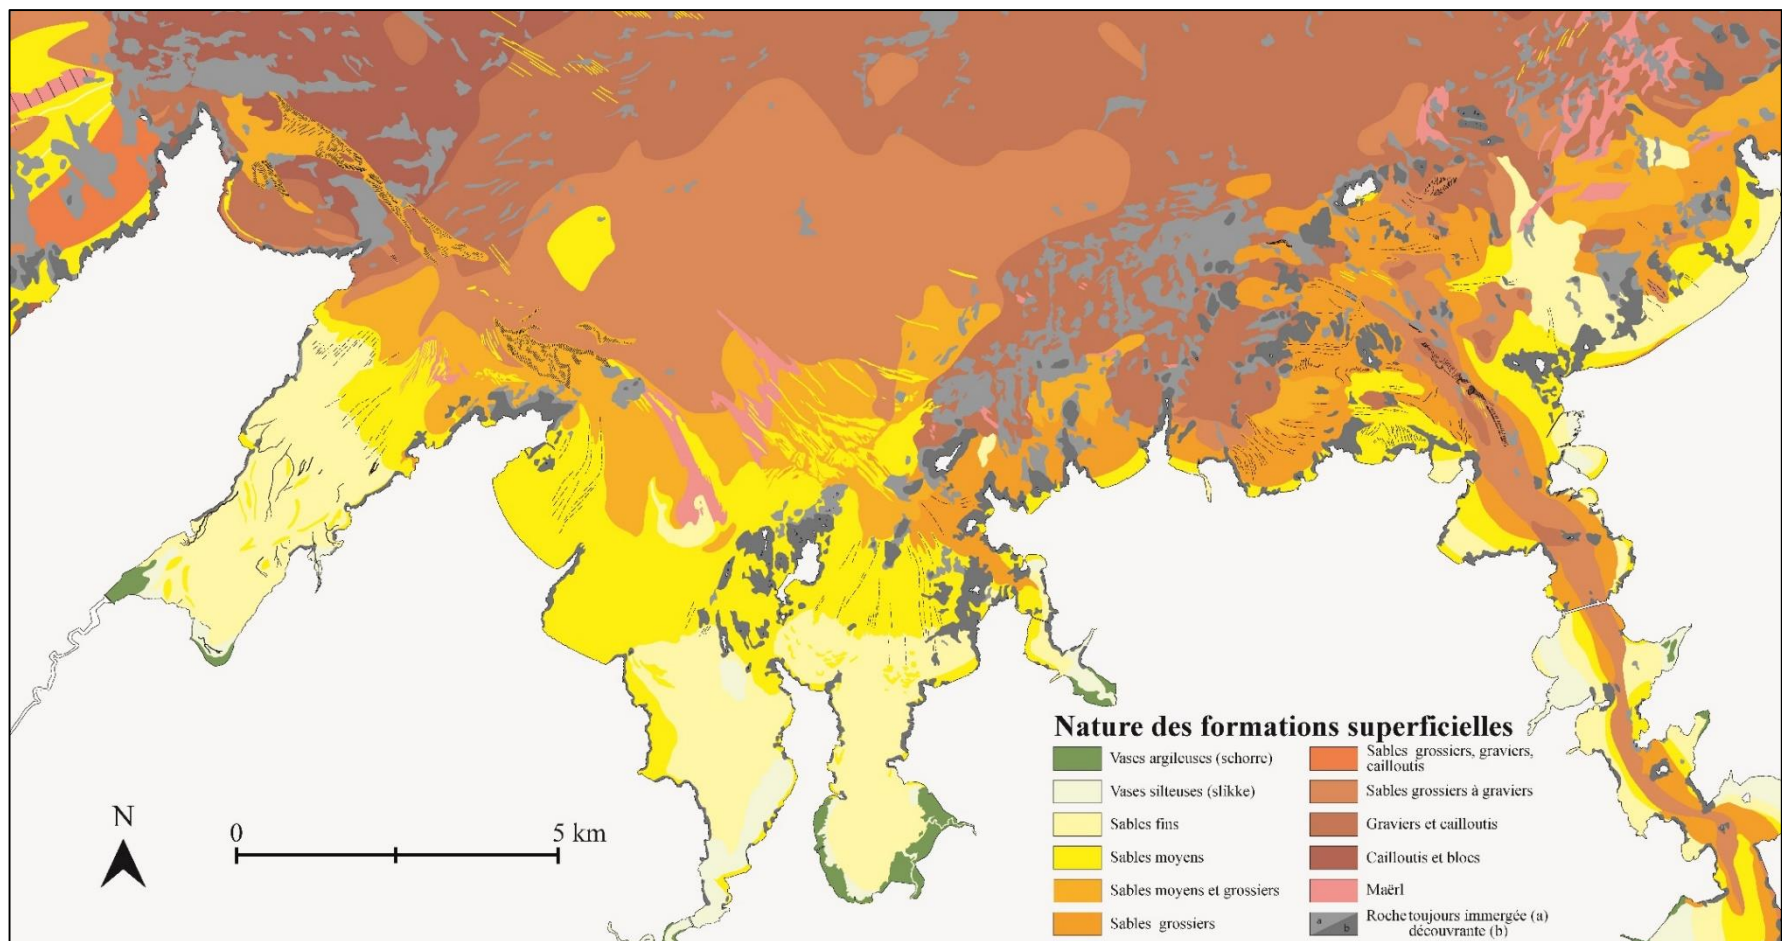 Nature des formations superficielles
Vases argileuses (schorre)
Vases silteuses (slikke)
Sables fins
Sables moyens
Sables moyens et grossiers
Sables grossiers
Sables grossiers, graviers,
cailloutis
Sables grossiers à graviers
Graviers et cailloutis
Cailloutis et blocs
Maërl
a
b
Roche toujours immergée (a)
découvrante (b)
N
0
5 km